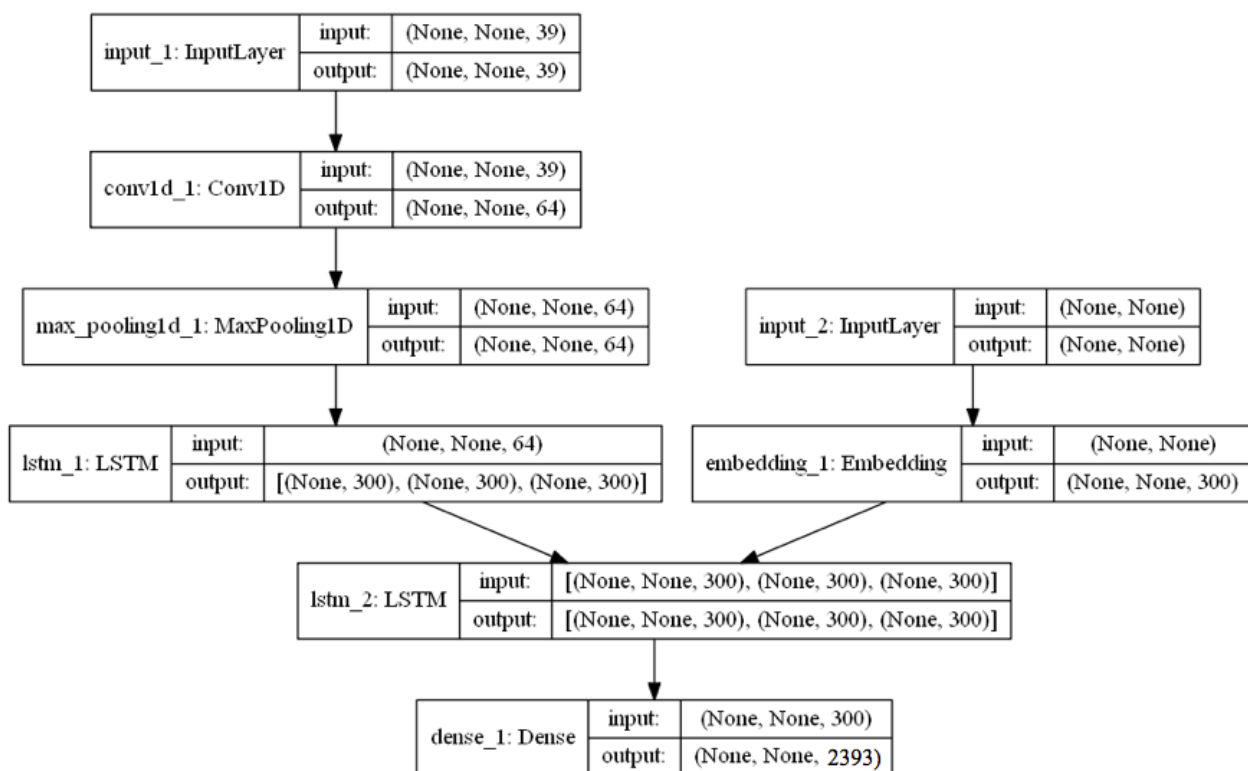 input_1: InputLayer
input: (None, None, 39)
output: (None, None, 39)
conv1d_1: Conv1D
input: (None, None, 39)
output: (None, None, 64)
max_pooling1d_1: MaxPooling1D
input: (None, None, 64)
output: (None, None, 64)
input_2: InputLayer
input: (None, None)
output: (None, None)
lstm_1: LSTM
input: (None, None, 64)
output: [(None, 300), (None, 300), (None, 300)]
embedding_1: Embedding
input: (None, None)
output: (None, None, 300)
lstm_2: LSTM
input: [(None, None, 300), (None, 300), (None, 300)]
output: [(None, None, 300), (None, 300), (None, 300)]
dense_1: Dense
input: (None, None, 300)
output: (None, None, 2393)